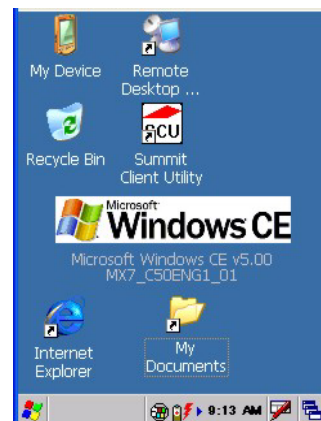 My Device
Remote
Desktop ...
Recycle Bin
SCU
Summit
Client Utility
Microsoft
Windows CE
Microsoft Windows CE v5.00
MX7_C50ENG1_01
Internet
Explorer
My
Documents
9:13 AM